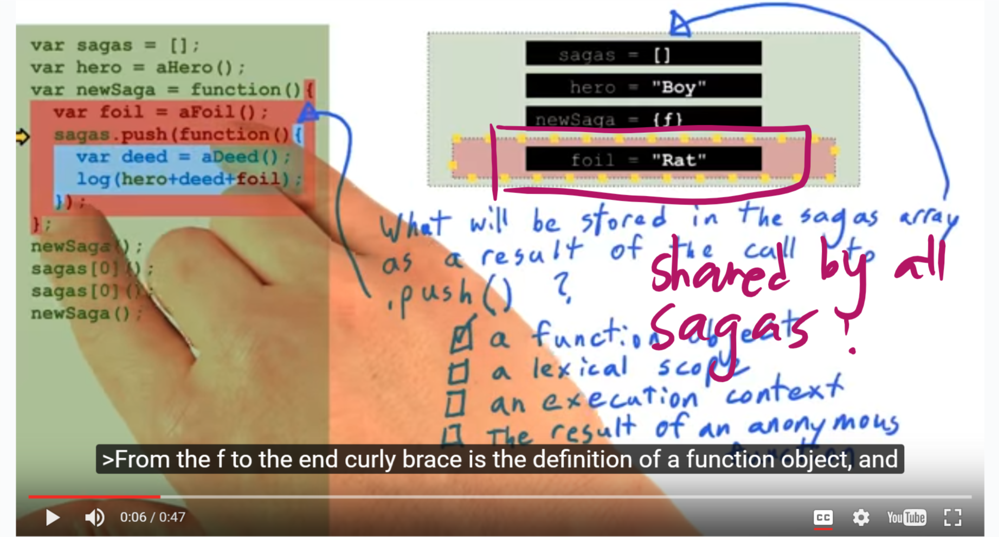 var sagas = [];
var hero = aHero();
var newSaga = function(){
var foil = aFoil();
sagas.push(function(){
var deed = aDeed();
log(hero+deed+foil);
});
};
newSaga();
sagas[0]();
sagas[0]();
newSaga();
sagas = []
hero = "Boy"
newSaga = {f}
foil = "Rat"
What will be stored in the sagas array
as a result of the call to
.push() ?
a function object
a lexical scope
an execution context
The result of an anonymous
function
shared by all
sagas?
>From the f to the end curly brace is the definition of a function object, and
0:06 / 0:47
CC
YouTube